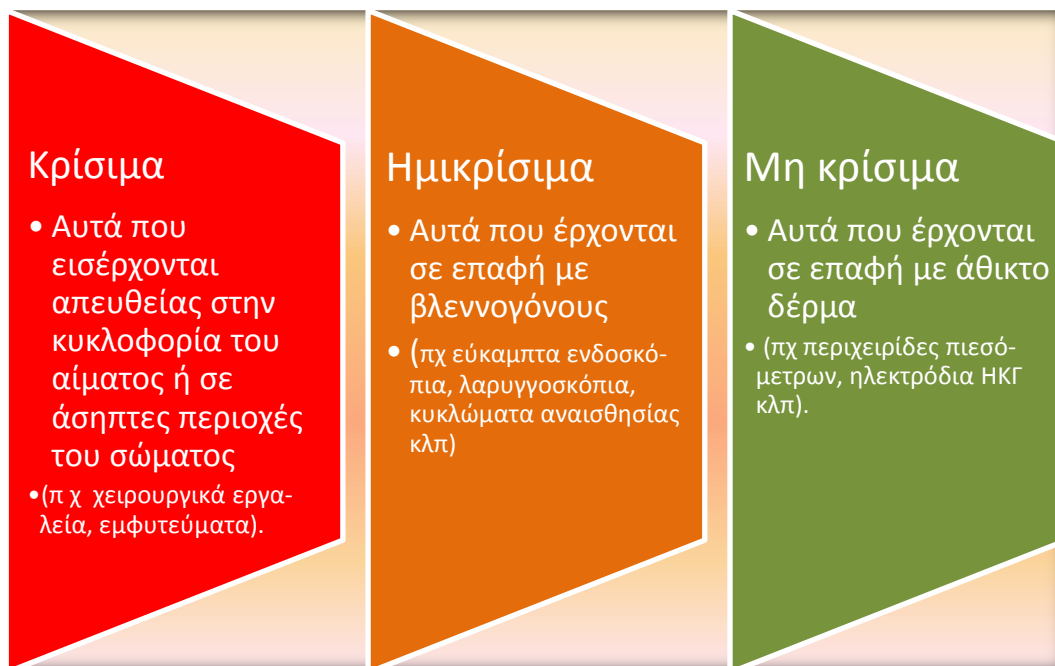 Κρίσιμα
• Αυτά που
εισέρχονται
απευθείας στην
κυκλοφορία του
αίματος ή σε
άσηπτες περιοχές
του σώματος
•(π χ χειρουργικά εργα-
λεία, εμφυτεύματα).
Ημικρίσιμα
• Αυτά που έρχονται
σε επαφή με
βλεννογόνους
• (πχ εύκαμπτα ενδοσκό-
πια, λαρυγγοσκόπια,
κυκλώματα αναισθησίας
κλπ)
Μη κρίσιμα
• Αυτά που έρχονται
σε επαφή με άθικτο
δέρμα
• (πχ περιχειρίδες πιεσό-
μετρων, ηλεκτρόδια ΗΚΓ
κλπ).